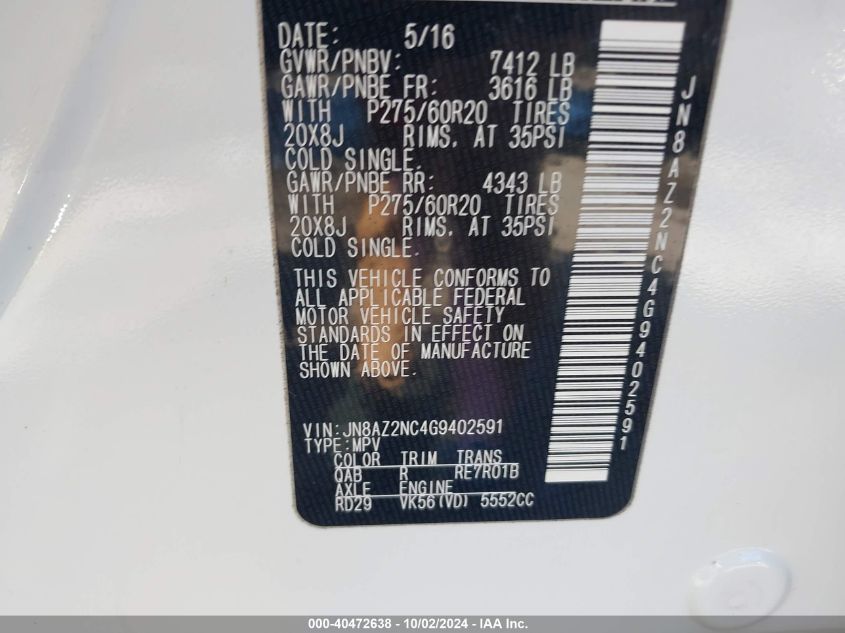 DATE: 5/16
GVWR/PNBV: 7412 LB
GAWR/PNBE FR: 3616 LB
WITH P275/60R20 TIRES
20X8J RIMS. AT 35PSI
COLD SINGLE.
GAWR/PNBE RR: 4343 LB
WITH P275/60R20 TIRES
20X8J RIMS. AT 35PSI
COLD SINGLE.
THIS VEHICLE CONFORMS TO
ALL APPLICABLE FEDERAL
MOTOR VEHICLE SAFETY
STANDARDS IN EFFECT ON
THE DATE OF MANUFACTURE
SHOWN ABOVE.
VIN:JN8AZ2NC4G9402591
TYPE:MPV
COLOR TRIM TRANS
QAB R RE7R01B
AXLE ENGINE
RD29 VK56(VD) 5552CC
JN8AZ2NC4G9402591
000-40472638 - 10/02/2024 - IAA Inc.